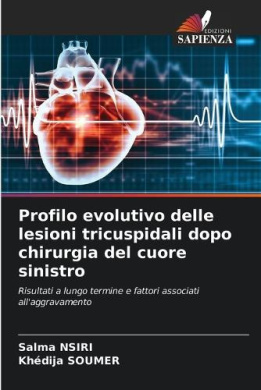 EDIZIONI
SAPIENZA
Profilo evolutivo delle
lesioni tricuspidali dopo
chirurgia del cuore
sinistro
Risultati a lungo termine e fattori associati
all'aggravamento
Salma NSIRI
Khédija SOUMER